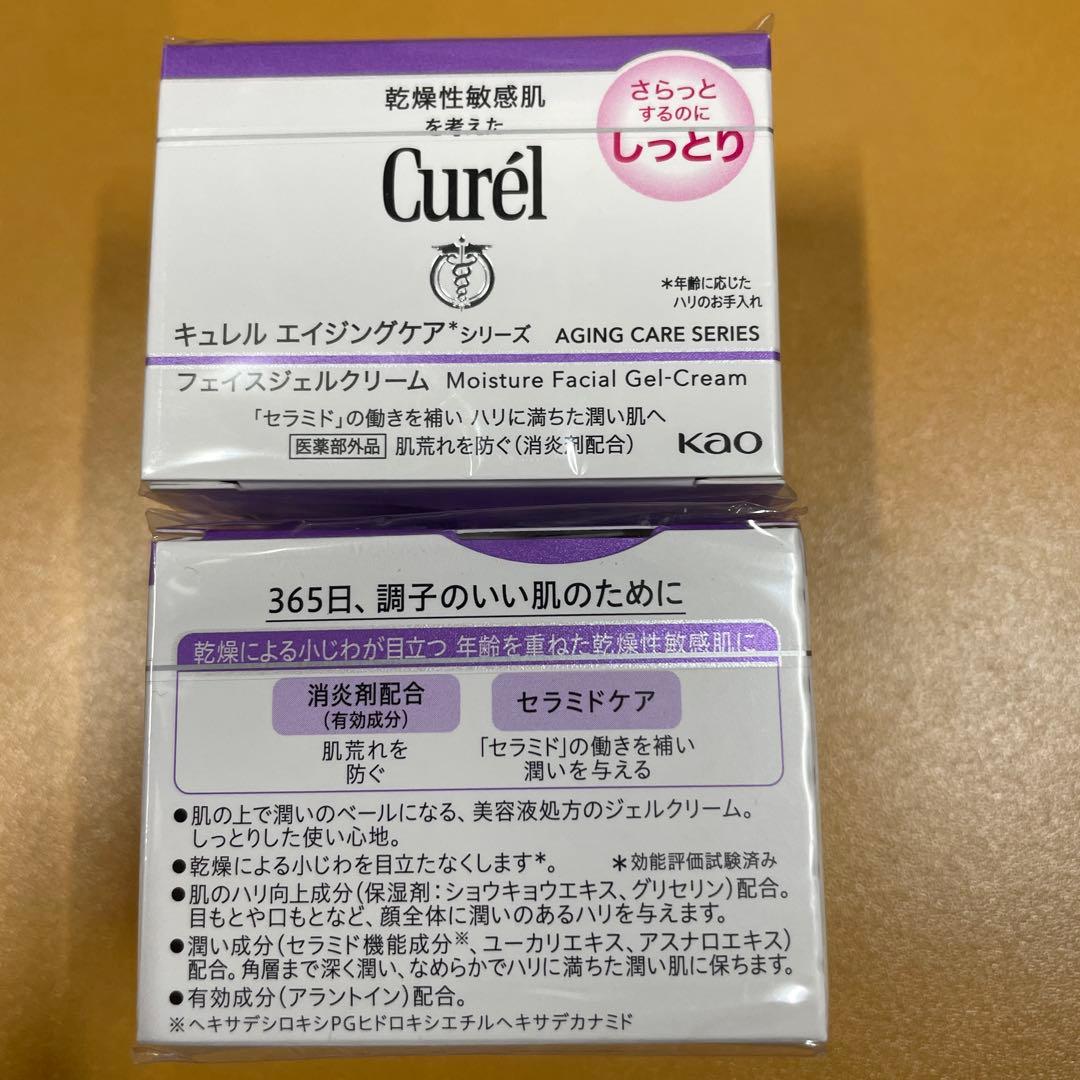 乾燥性敏感肌
を考えた
Curél
さらっと
するのに
しっとり
*年齢に応じた
ハリのお手入れ
キュレル エイジングケア*シリーズ AGING CARE SERIES
フェイスジェルクリーム Moisture Facial Gel-Cream
「セラミド」の働きを補い ハリに満ちた潤い肌へ
医薬部外品 肌荒れを防ぐ(消炎剤配合)
Kao
365日、調子のいい肌のために
乾燥による小じわが目立つ 年齢を重ねた乾燥性敏感肌に
消炎剤配合
(有効成分)
肌荒れを
防ぐ
セラミドケア
「セラミド」の働きを補い
潤いを与える
●肌の上で潤いのベールになる、美容液処方のジェルクリーム。
しっとりした使い心地。
●乾燥による小じわを目立たなくします*。 *効能評価試験済み
●肌のハリ向上成分(保湿剤:ショウキョウエキス、グリセリン)配合。
目もとや口もとなど、顔全体に潤いのあるハリを与えます。
●潤い成分(セラミド機能成分※、ユーカリエキス、アスナロエキス)
配合。角層まで深く潤い、なめらかでハリに満ちた潤い肌に保ちます。
●有効成分(アラントイン)配合。
※ヘキサデシロキシPGヒドロキシエチルヘキサデカナミド